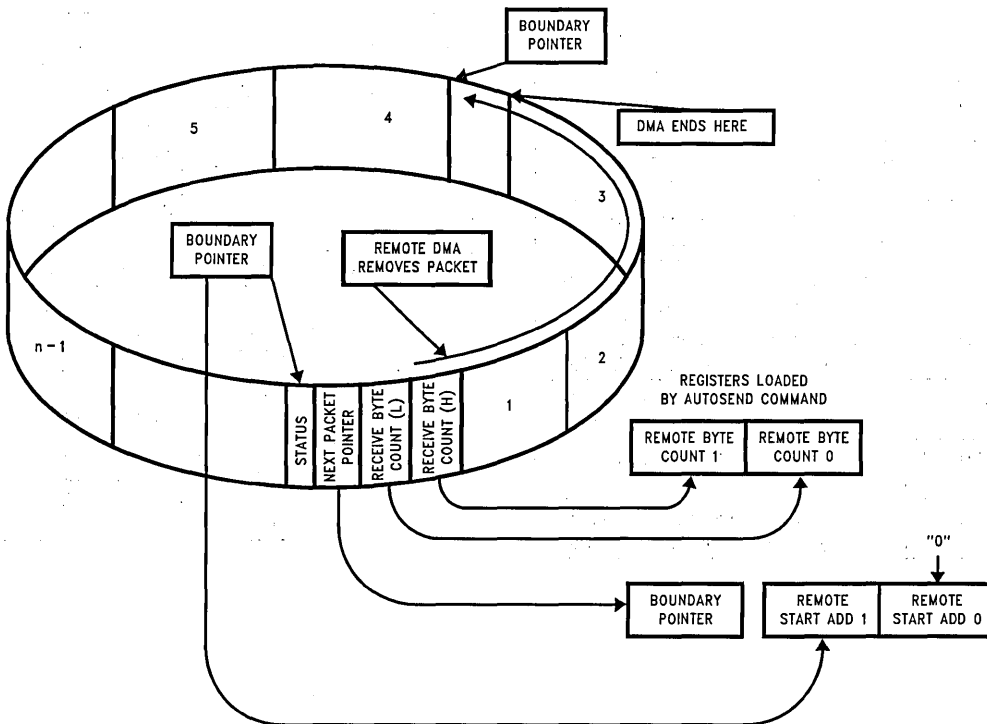 BOUNDARY
POINTER
DMA ENDS HERE
5
4
3
BOUNDARY
POINTER
REMOTE DMA
REMOVES PACKET
n-1
STATUS
NEXT PACKET
POINTER
RECEIVE BYTE
COUNT (L)
RECEIVE BYTE
COUNT (H)
1
2
REGISTERS LOADED
BY AUTOSEND COMMAND
REMOTE BYTE
COUNT 1
REMOTE BYTE
COUNT 0
"0"
BOUNDARY
POINTER
REMOTE
START ADD 1
REMOTE
START ADD 0